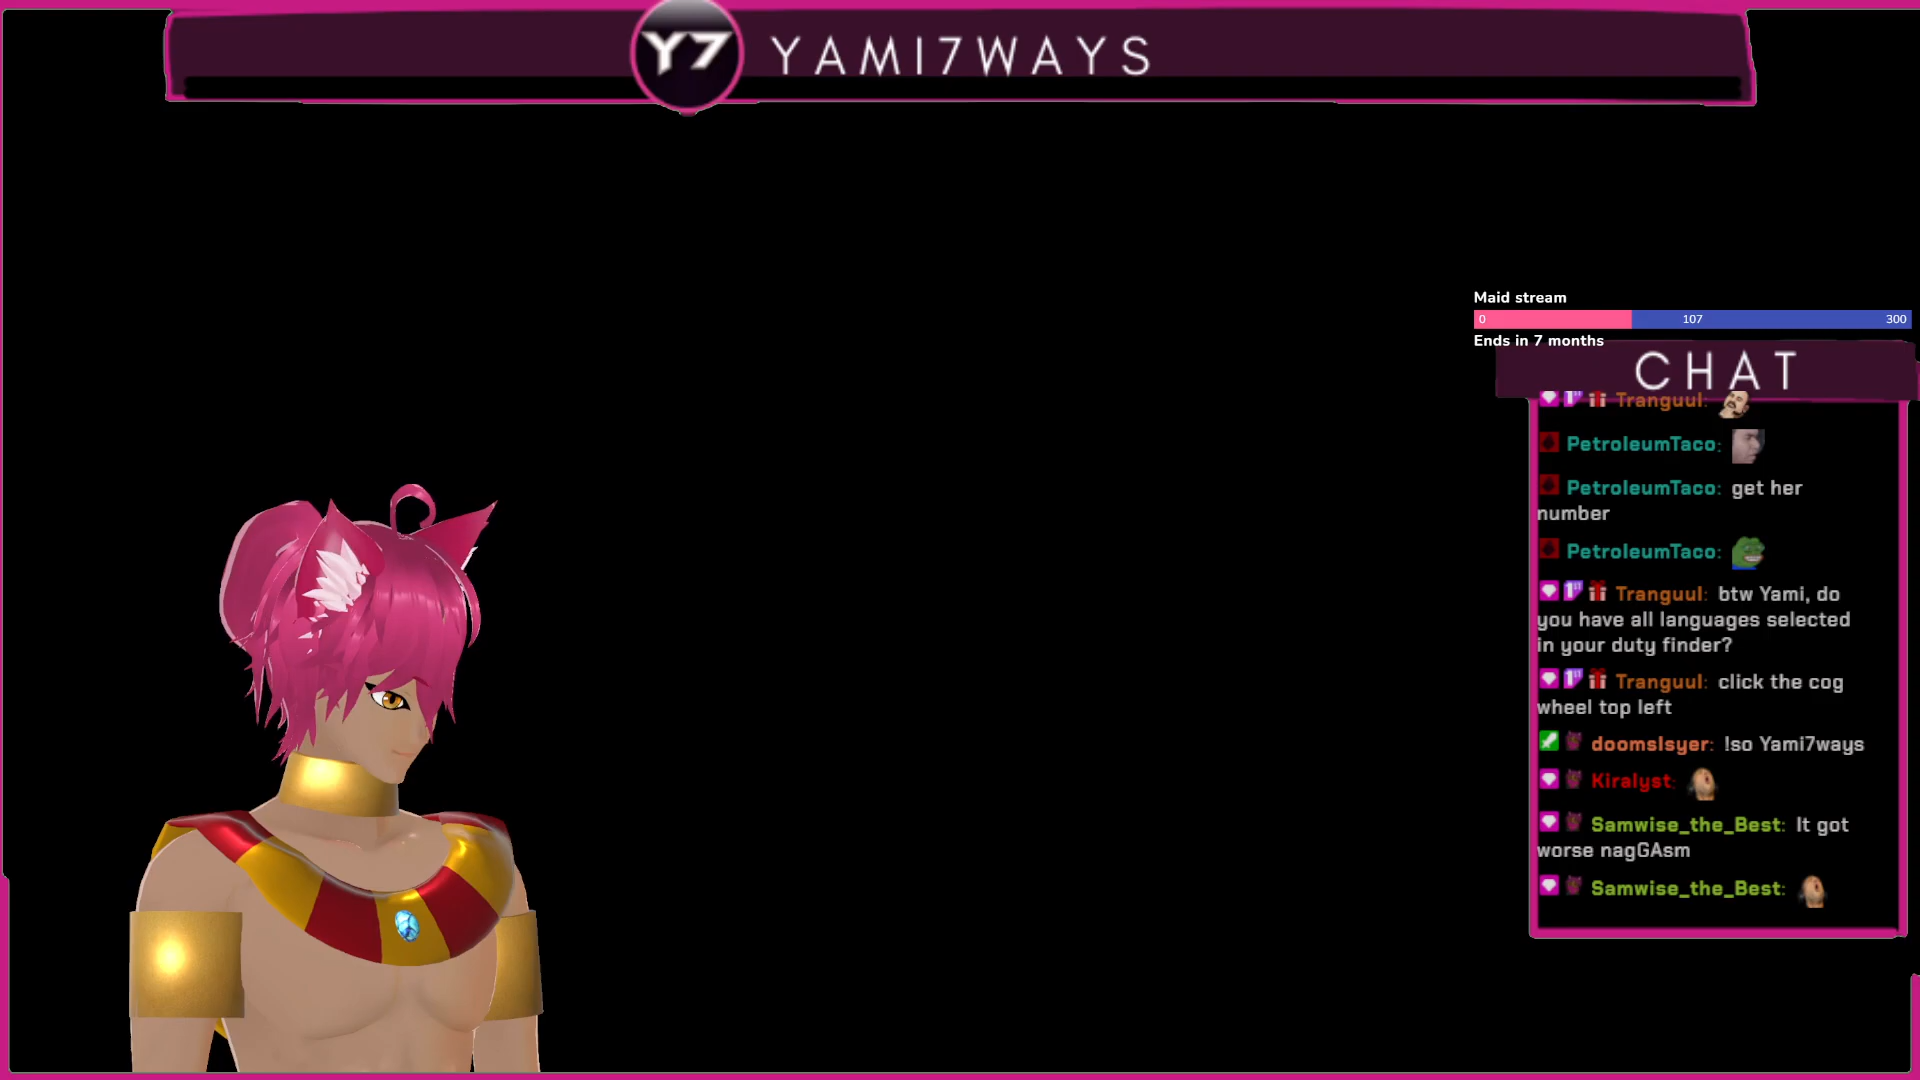 Y7 YAMI7WAYS
Maid stream
0 107 300
Ends in 7 months
CHAT
Tranguul:
PetroleumTaco:
PetroleumTaco: get her
number
PetroleumTaco:
Tranguul: btw Yami, do
you have all languages selected
in your duty finder?
Tranguul: click the cog
wheel top left
doomslsyer: !so Yami7ways
Kiralyst:
Samwise_the_Best: It got
worse nagGAsm
Samwise_the_Best: